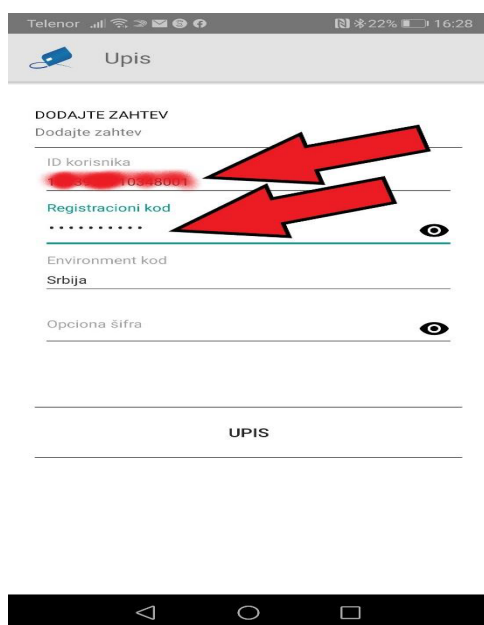 Telenor 22% 16:28
Upis
DODAJTE ZAHTEV
Dodajte zahtev
ID korisnika
Registracioni kod
••••••••••
Environment kod
Srbija
Opciona šifra
UPIS